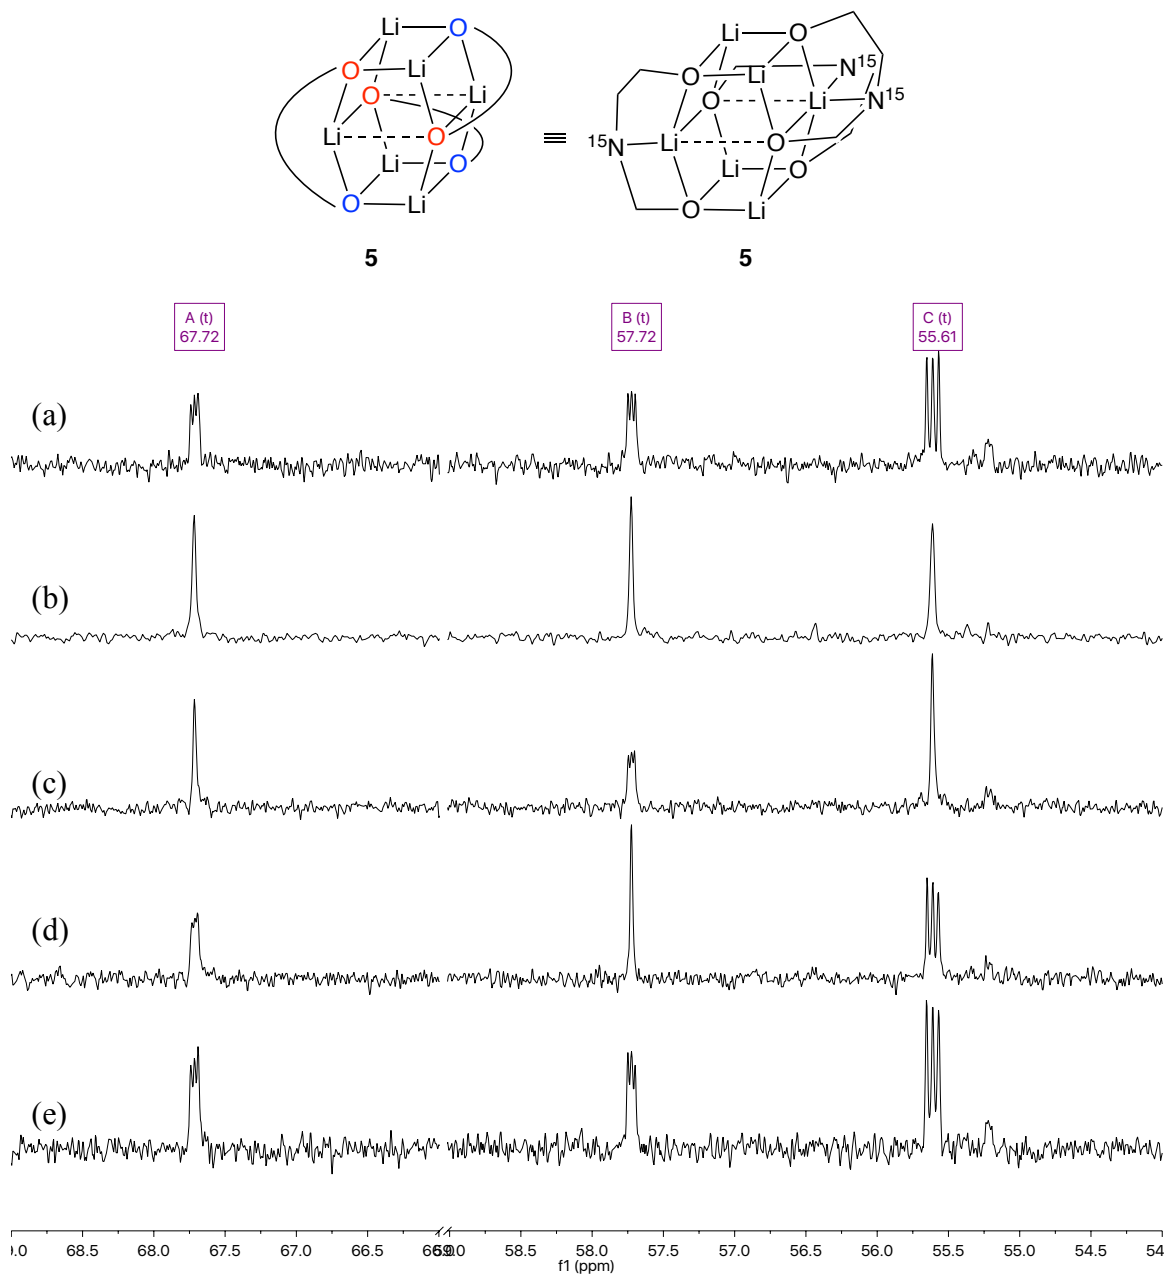 Li O Li O
O Li O Li N15
O Li O Li N15
Li O ≡ 15N Li O
Li O Li O
O Li O Li
5 5
A (t) B (t) C (t)
67.72 57.72 55.61
(a)
(b)
(c)
(d)
(e)
68.5 68.0 67.5 67.0 66.5 58.5 58.0 57.5 57.0 56.5 56.0 55.5 55.0 54.5
f1 (ppm)